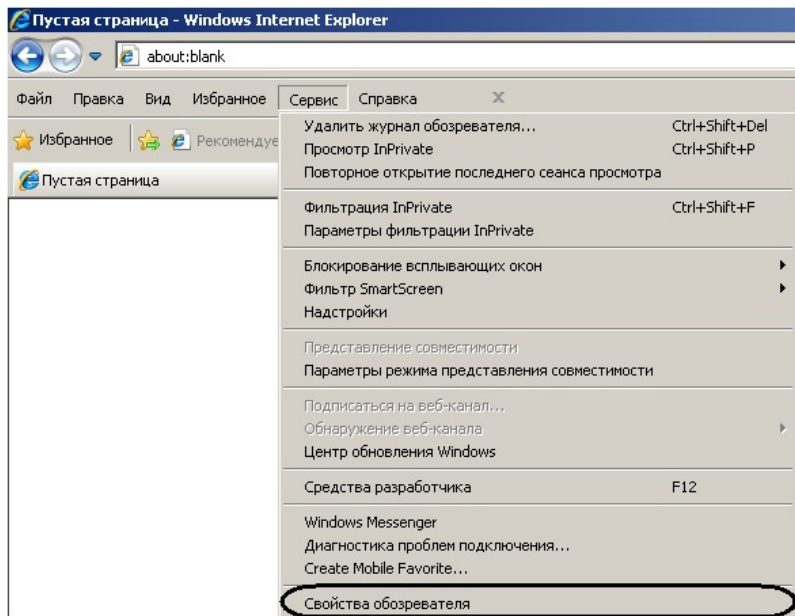 Пустая страница - Windows Internet Explorer
about:blank
Файл Правка Вид Избранное Сервис Справка x
Избранное Рекомендуе
Пустая страница
Удалить журнал обозревателя... Ctrl+Shift+Del
Просмотр InPrivate Ctrl+Shift+P
Повторное открытие последнего сеанса просмотра
Фильтрация InPrivate Ctrl+Shift+F
Параметры фильтрации InPrivate
Блокирование всплывающих окон
Фильтр SmartScreen
Надстройки
Представление совместимости
Параметры режима представления совместимости
Подписаться на веб-канал...
Обнаружение веб-канала
Центр обновления Windows
Средства разработчика F12
Windows Messenger
Диагностика проблем подключения...
Create Mobile Favorite...
Свойства обозревателя